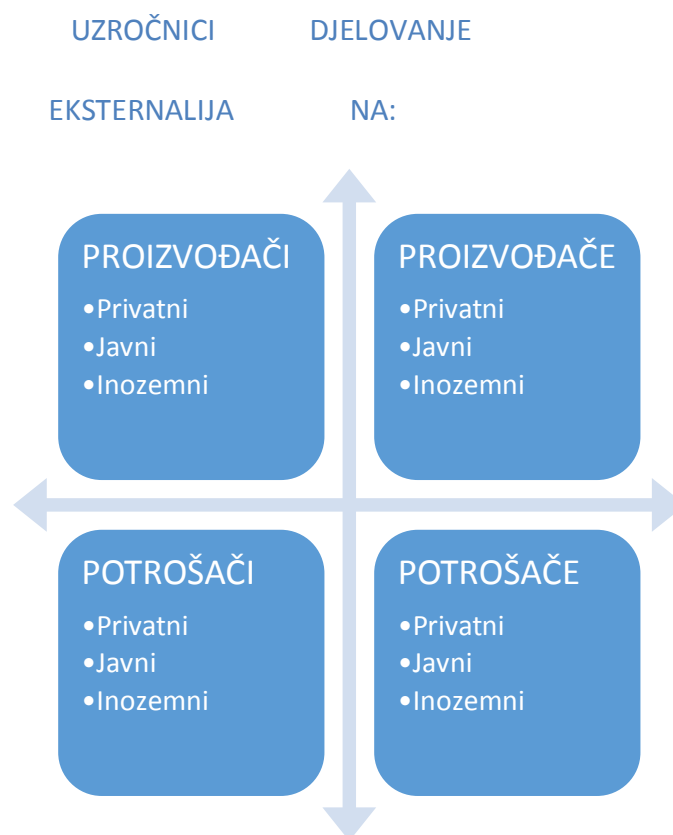 UZROČNICI DJELOVANJE
EKSTERNALIJA NA:
PROIZVOĐAČI
•Privatni
•Javni
•Inozemni
PROIZVOĐAČE
•Privatni
•Javni
•Inozemni
POTROŠAČI
•Privatni
•Javni
•Inozemni
POTROŠAČE
•Privatni
•Javni
•Inozemni